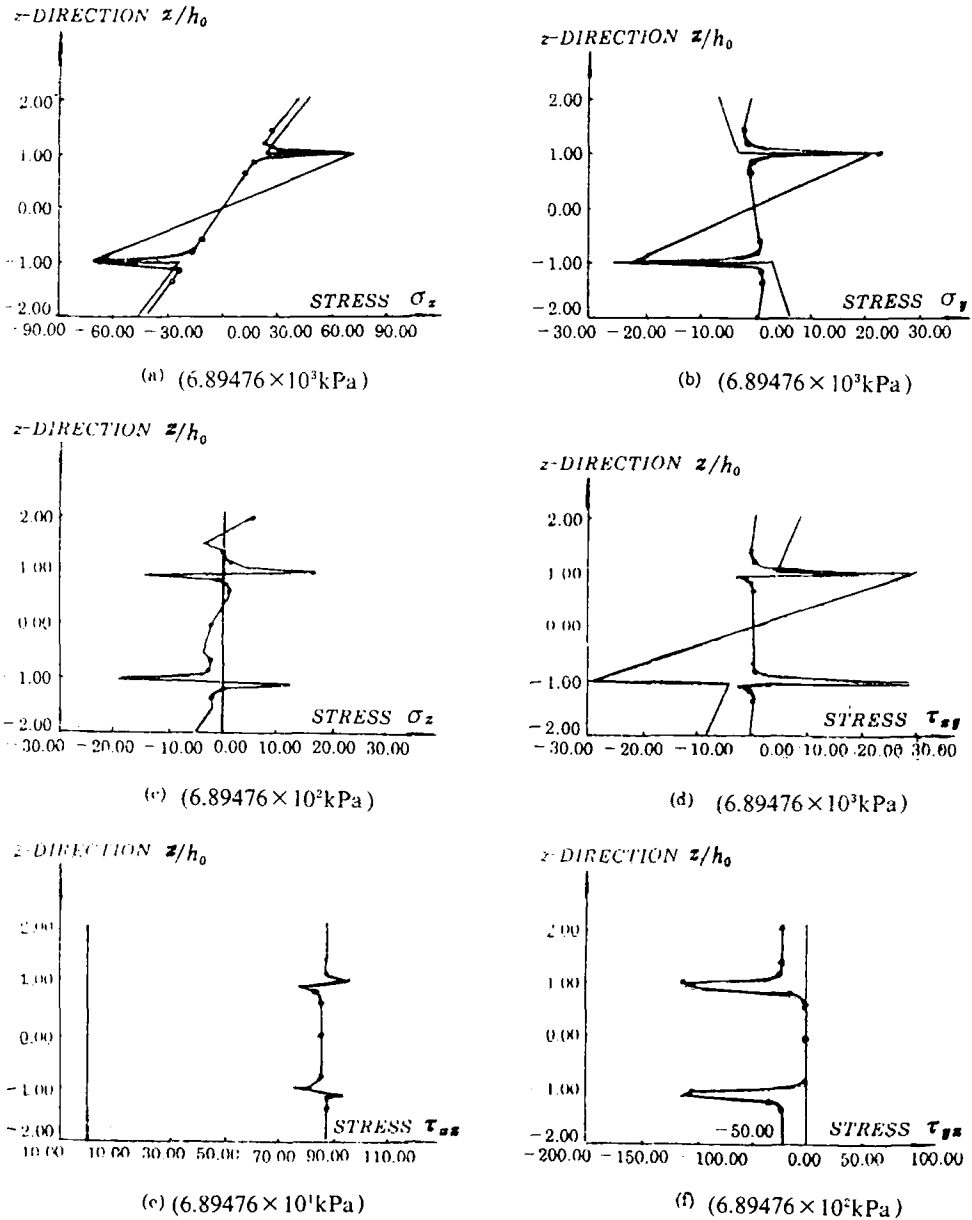 z-DIRECTION z/h₀
2.00
1.00
0.00
-1.00
-2.00
-90.00 -60.00 -30.00 0.00 30.00 60.00 90.00
STRESS σz
(a) (6.89476×10³kPa)
z-DIRECTION z/h₀
2.00
1.00
0.00
-1.00
-2.00
-30.00 -20.00 -10.00 0.00 10.00 20.00 30.00
STRESS σy
(b) (6.89476×10³kPa)
z-DIRECTION z/h₀
2.00
1.00
0.00
-1.00
-2.00
-30.00 -20.00 -10.00 0.00 10.00 20.00 30.00
STRESS σz
(c) (6.89476×10²kPa)
z-DIRECTION z/h₀
2.00
1.00
0.00
-1.00
-2.00
-30.00 -20.00 -10.00 0.00 10.00 20.00 30.00
STRESS τxy
(d) (6.89476×10³kPa)
z-DIRECTION z/h₀
2.00
1.00
0.00
-1.00
-2.00
10.00 10.00 30.00 50.00 70.00 90.00 110.00
STRESS τxz
(e) (6.89476×10¹kPa)
z-DIRECTION z/h₀
2.00
1.00
0.00
-1.00
-2.00
-50.00
-200.00 -150.00 100.00 0.00 50.00 100.00
STRESS τyz
(f) (6.89476×10²kPa)